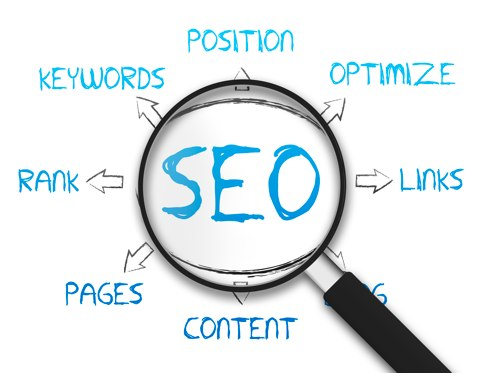 POSITION
KEYWORDS
OPTIMIZE
SEO
RANK
LINKS
PAGES
CONTENT